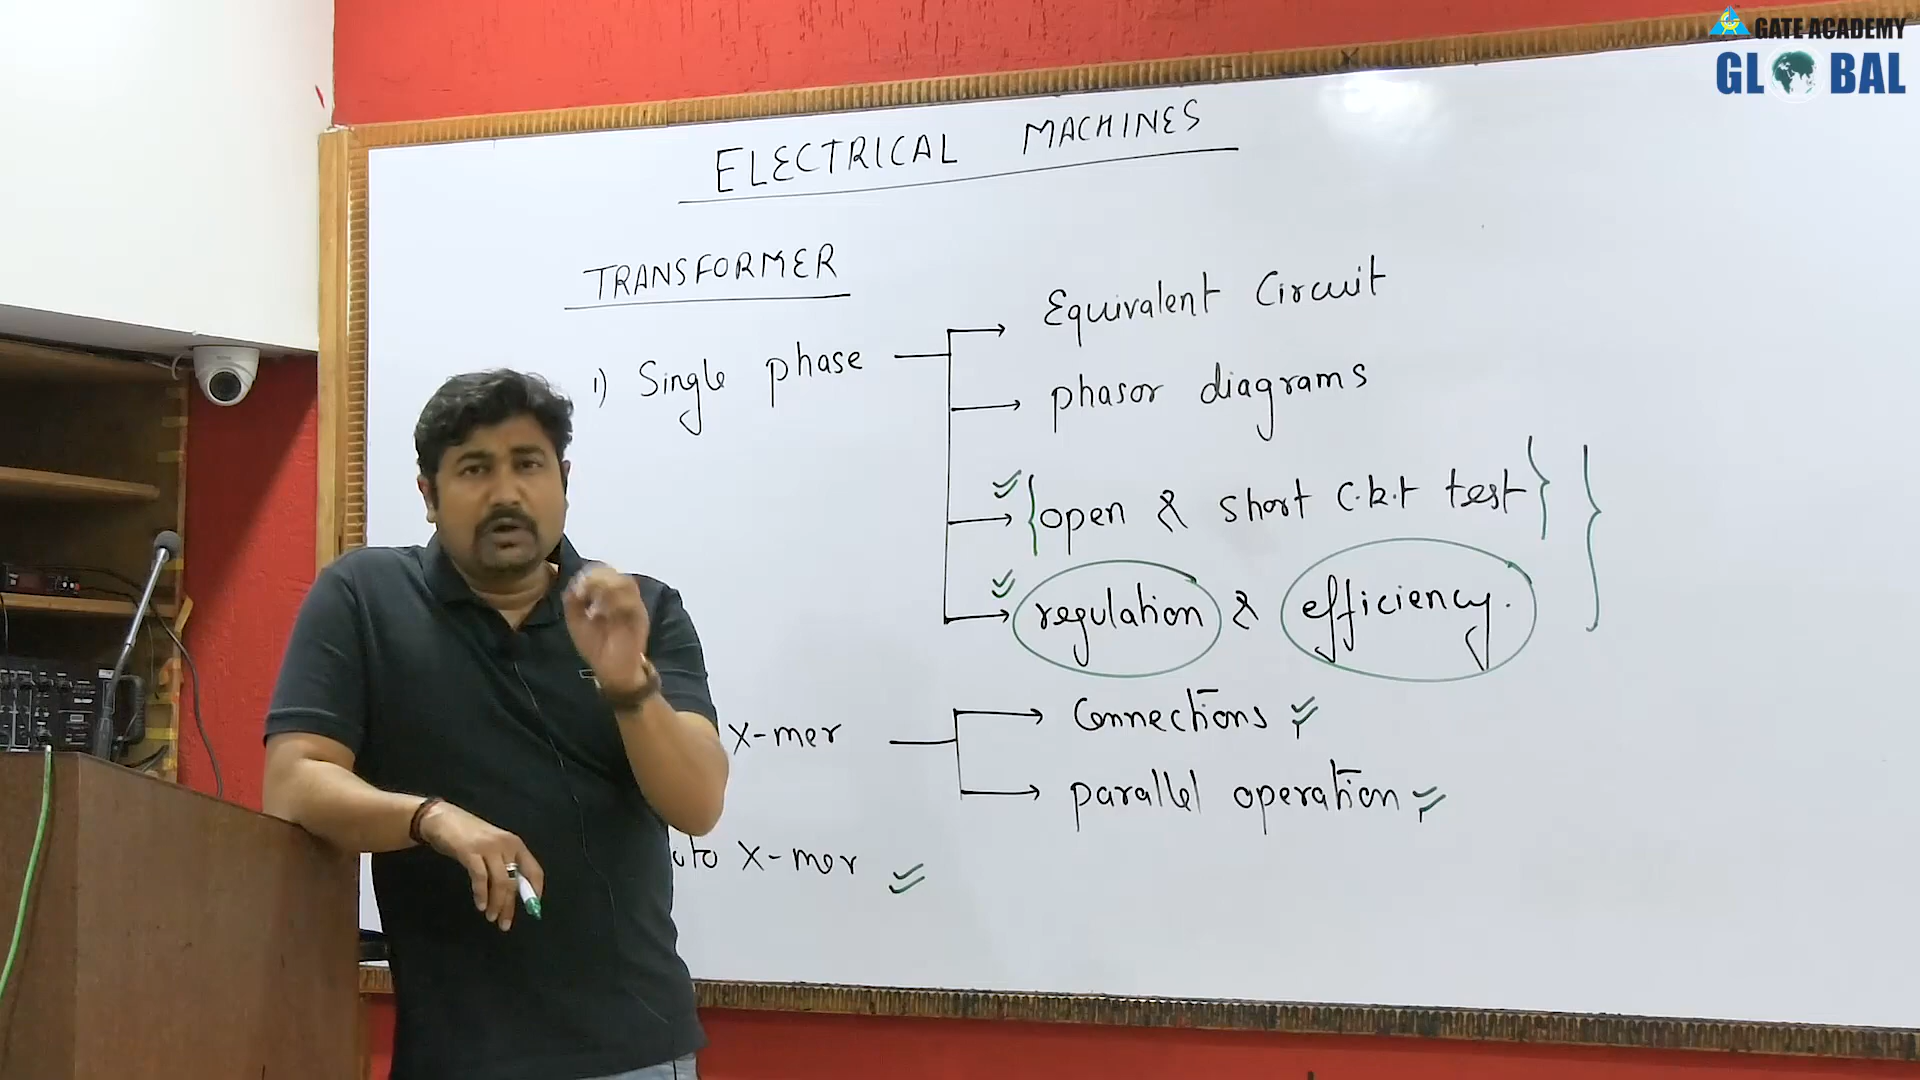 GATE ACADEMY
GLOBAL
ELECTRICAL MACHINES
TRANSFORMER
1) Single phase
Equivalent Circuit
phasor diagrams
open & short c.k.t test
regulation & efficiency.
x-mer
Connections
parallel operation
uto x-mer